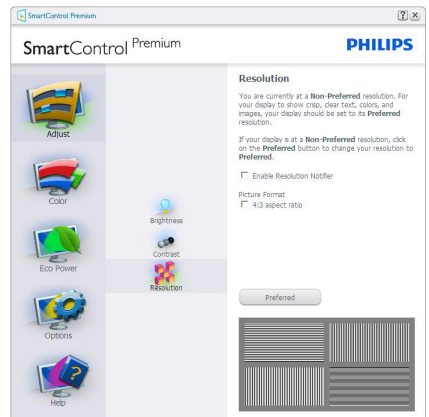 SmartControl Premium
SmartControl Premium
PHILIPS
Adjust
Color
Eco Power
Options
Help
Brightness
Contrast
Resolution
Resolution
You are currently at a Non-Preferred resolution. For
your display to show crisp, clear text, colors, and
images, your display should be set to its Preferred
resolution.
If your display is at a Non-Preferred resolution, click
on the Preferred button to change your resolution to
Preferred.
Enable Resolution Notifier
Picture Format
4:3 aspect ratio
Preferred